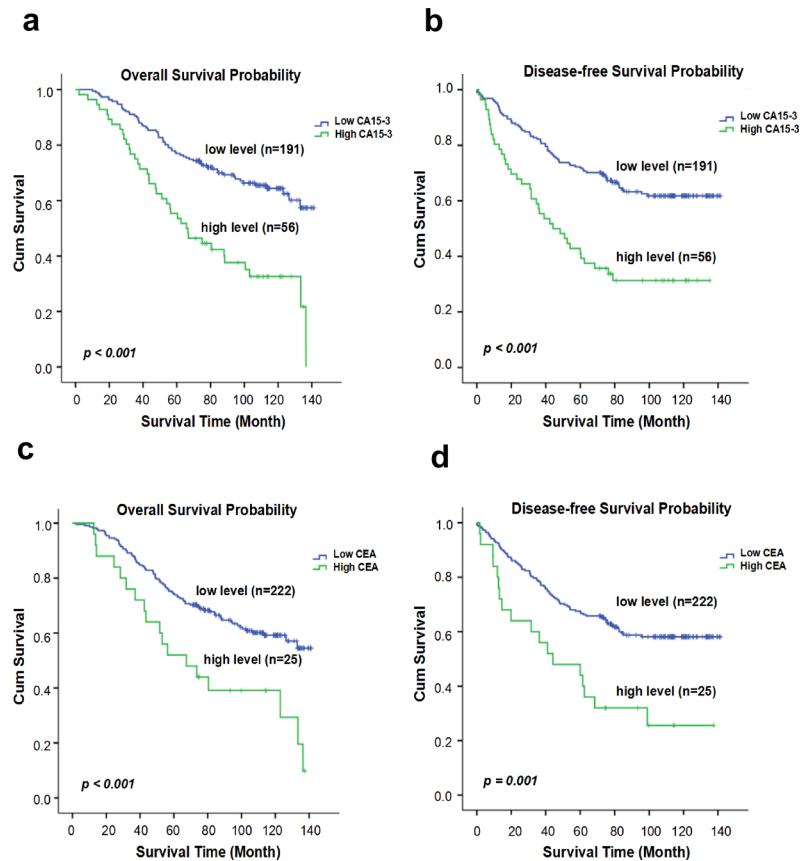 a
Overall Survival Probability
Cum Survival
1.0
0.8
0.6
0.4
0.2
0.0
Low CA15-3
High CA15-3
low level (n=191)
high level (n=56)
p < 0.001
0 20 40 60 80 100 120 140
Survival Time (Month)
b
Disease-free Survival Probability
Cum Survival
1.0
0.8
0.6
0.4
0.2
0.0
Low CA15-3
High CA15-3
low level (n=191)
high level (n=56)
p < 0.001
0 20 40 60 80 100 120 140
Survival Time (Month)
c
Overall Survival Probability
Cum Survival
1.0
0.8
0.6
0.4
0.2
0.0
Low CEA
High CEA
low level (n=222)
high level (n=25)
p < 0.001
0 20 40 60 80 100 120 140
Survival Time (Month)
d
Disease-free Survival Probability
Cum Survival
1.0
0.8
0.6
0.4
0.2
0.0
Low CEA
High CEA
low level (n=222)
high level (n=25)
p = 0.001
0 20 40 60 80 100 120 140
Survival Time (Month)